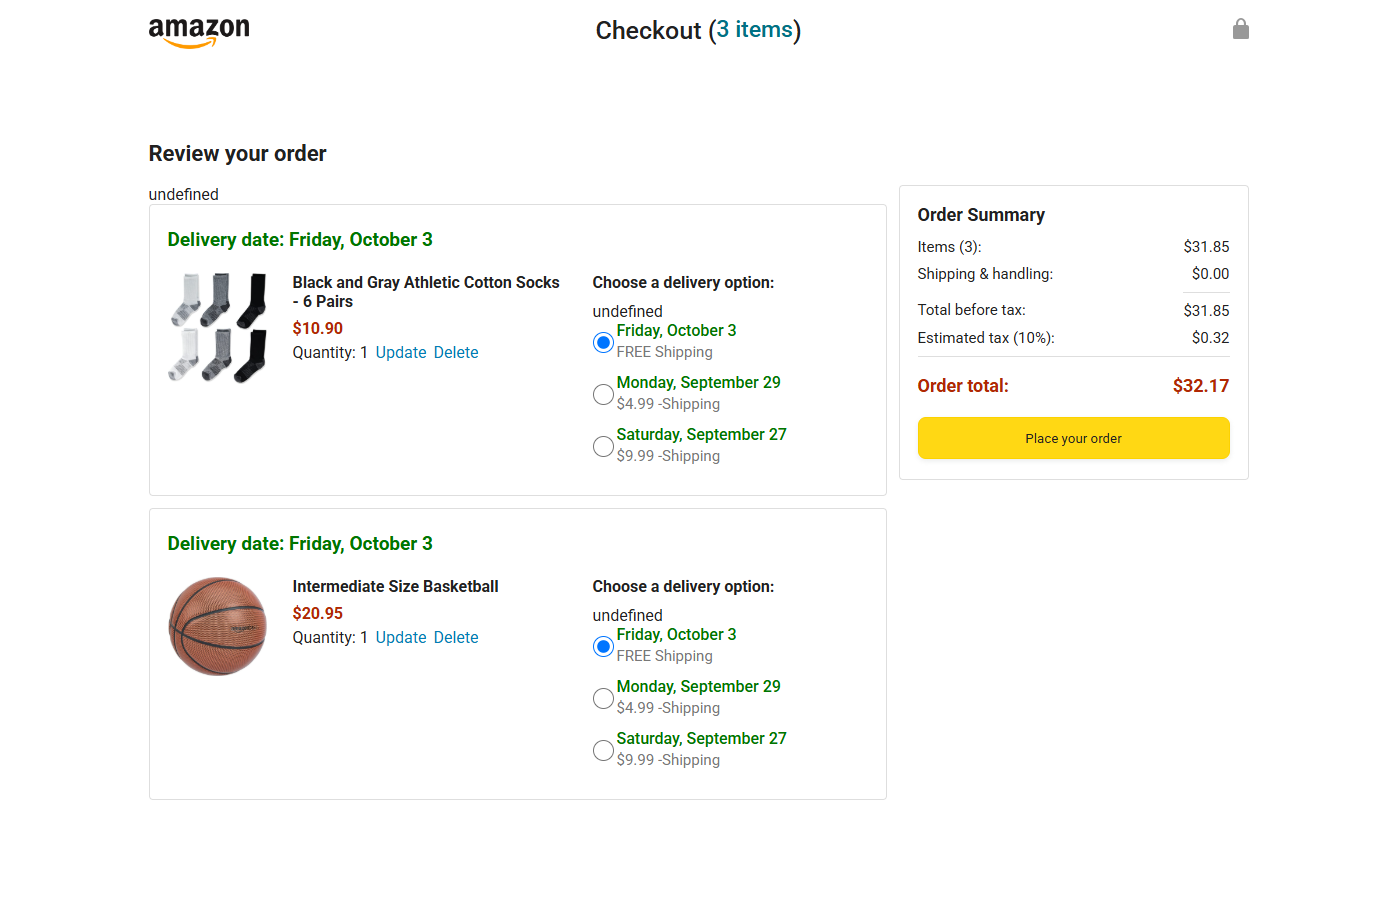 amazon
Checkout (3 items)
Review your order
undefined
Delivery date: Friday, October 3
Black and Gray Athletic Cotton Socks
- 6 Pairs
$10.90
Quantity: 1 Update Delete
Choose a delivery option:
undefined
Friday, October 3
FREE Shipping
Monday, September 29
$4.99 -Shipping
Saturday, September 27
$9.99 -Shipping
Delivery date: Friday, October 3
Intermediate Size Basketball
$20.95
Quantity: 1 Update Delete
Choose a delivery option:
undefined
Friday, October 3
FREE Shipping
Monday, September 29
$4.99 -Shipping
Saturday, September 27
$9.99 -Shipping
Order Summary
Items (3): $31.85
Shipping & handling: $0.00
Total before tax: $31.85
Estimated tax (10%): $0.32
Order total: $32.17
Place your order